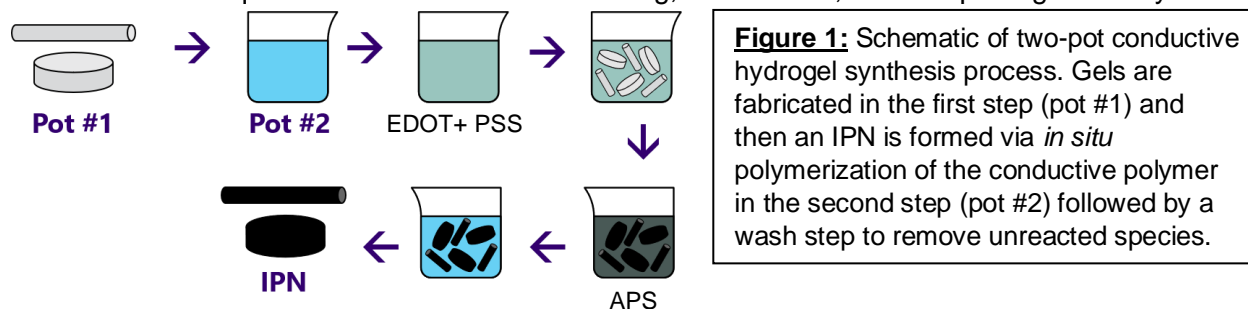 Pot #1
Pot #2
EDOT+ PSS
IPN
APS
Figure 1: Schematic of two-pot conductive
hydrogel synthesis process. Gels are
fabricated in the first step (pot #1) and
then an IPN is formed via in situ
polymerization of the conductive polymer
in the second step (pot #2) followed by a
wash step to remove unreacted species.